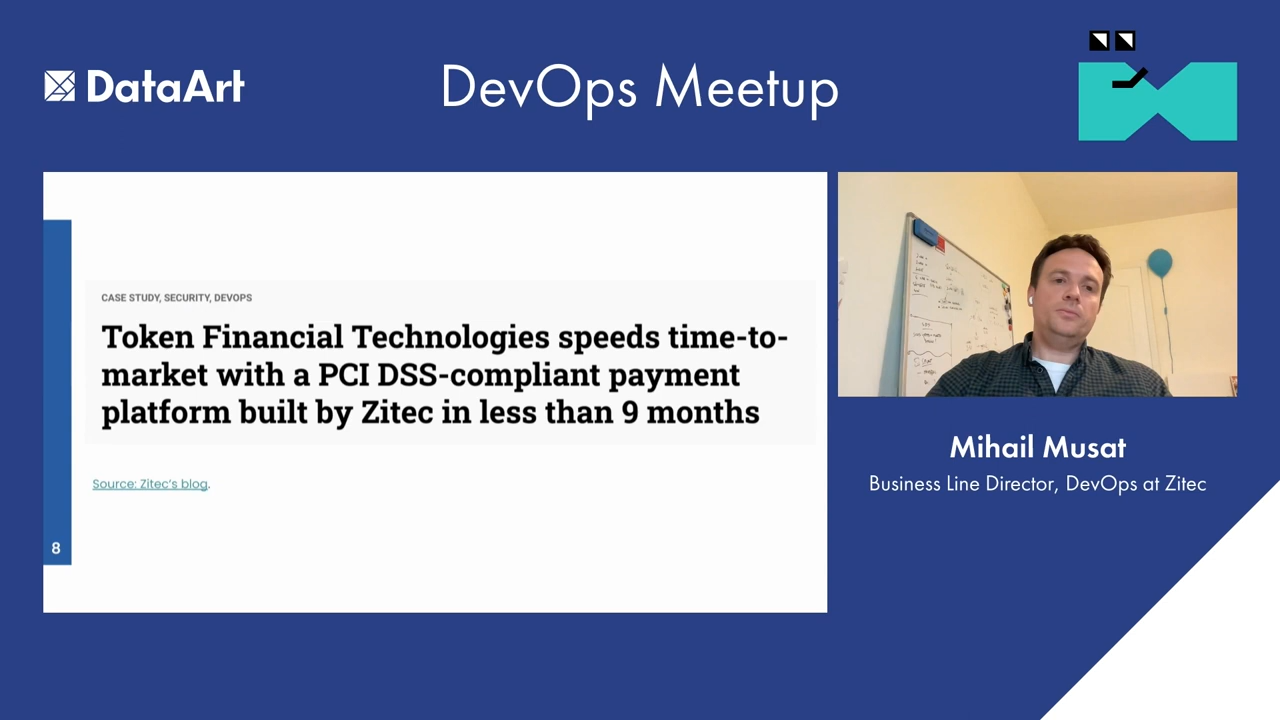 DataArt
DevOps Meetup
CASE STUDY, SECURITY, DEVOPS
Token Financial Technologies speeds time-to-
market with a PCI DSS-compliant payment
platform built by Zitec in less than 9 months
Source: Zitec's blog.
8
Mihail Musat
Business Line Director, DevOps at Zitec